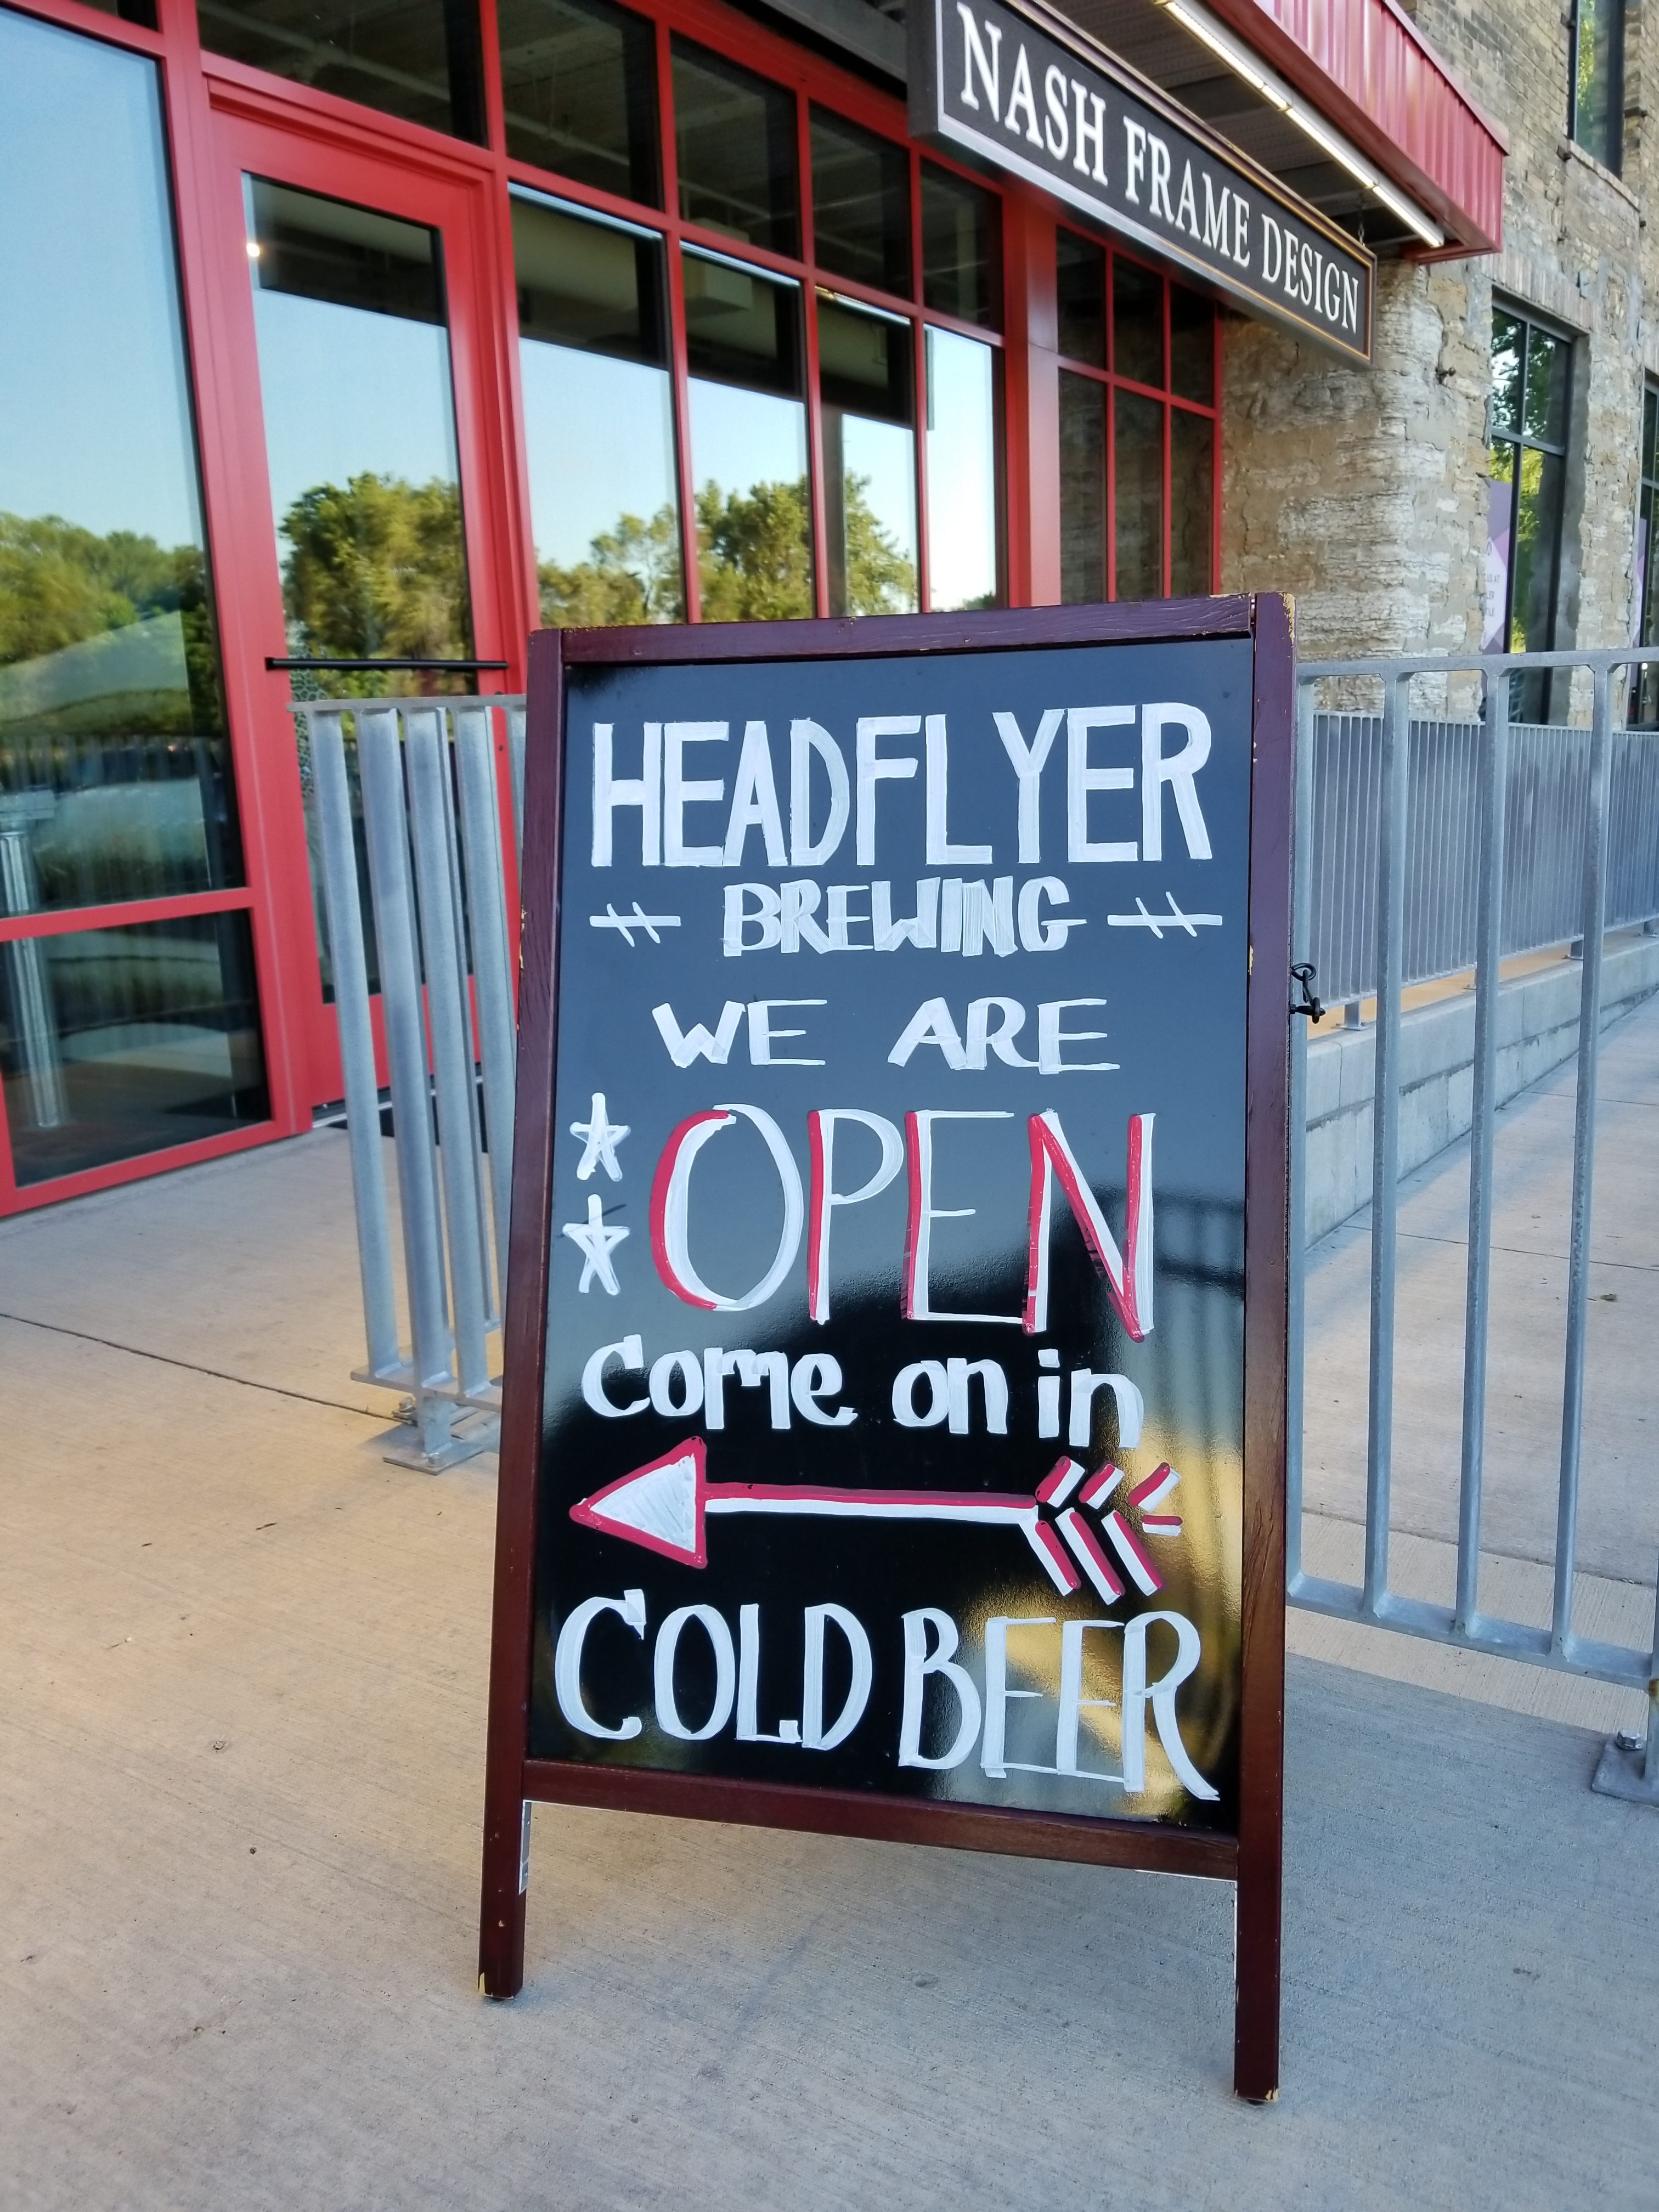 NASH FRAME DESIGN
HEADFLYER
BREWING
WE ARE
OPEN
Come on in
COLD BEER